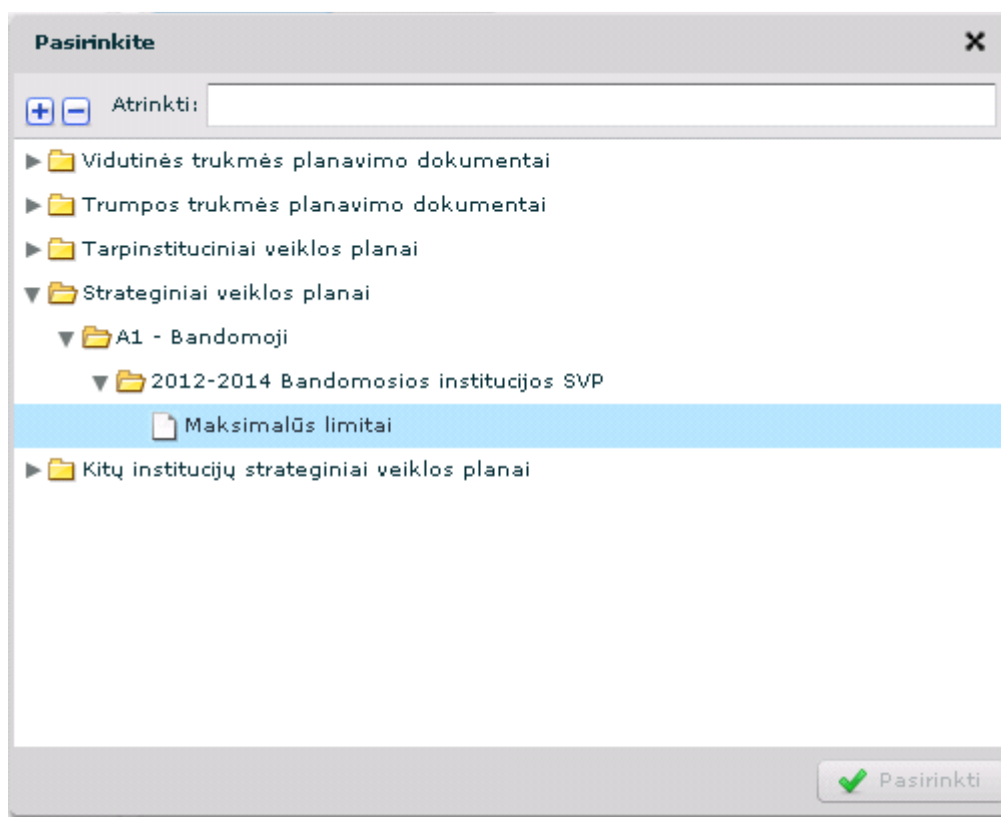 Pasirinkite
Atrinkti:
Vidutinės trukmės planavimo dokumentai
Trumpos trukmės planavimo dokumentai
Tarpinstituciniai veiklos planai
Strateginiai veiklos planai
A1 - Bandomoji
2012-2014 Bandomosios institucijos SVP
Maksimalūs limitai
Kitų institucijų strateginiai veiklos planai
Pasirinkti